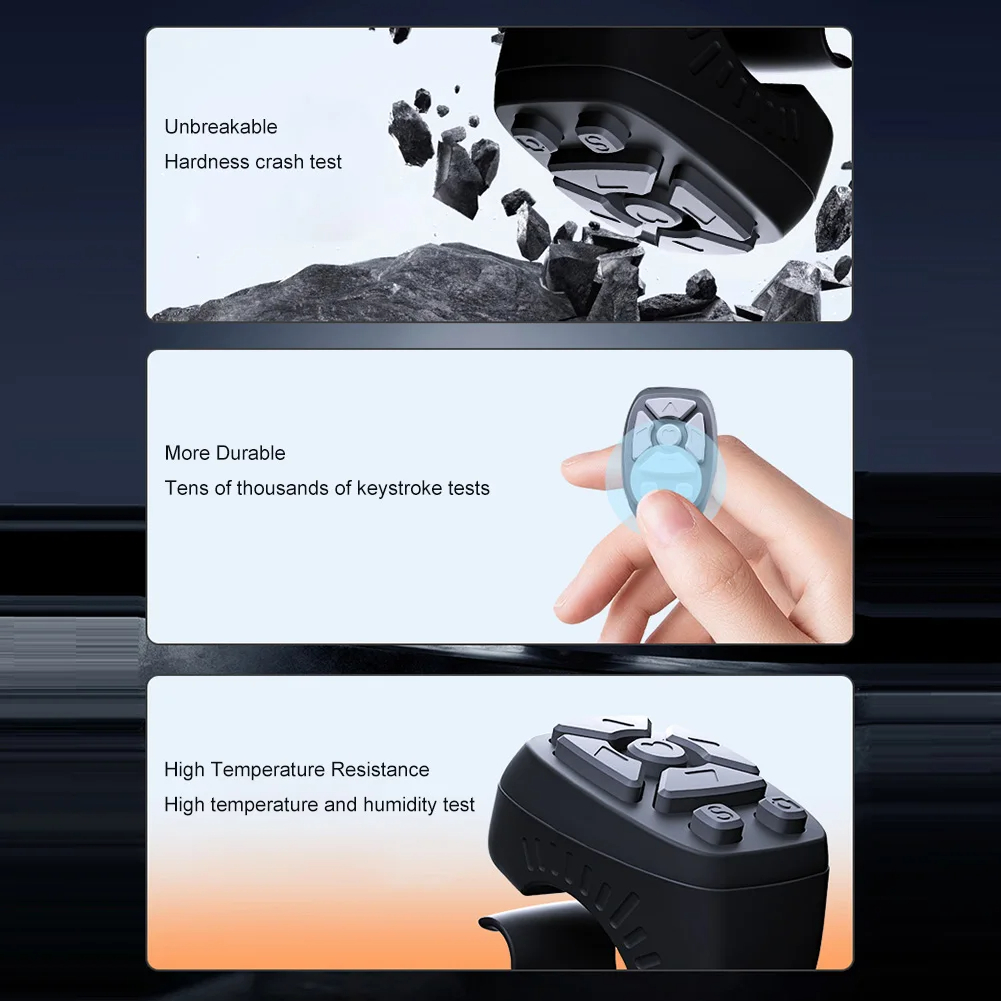 Unbreakable
Hardness crash test
More Durable
Tens of thousands of keystroke tests
High Temperature Resistance
High temperature and humidity test